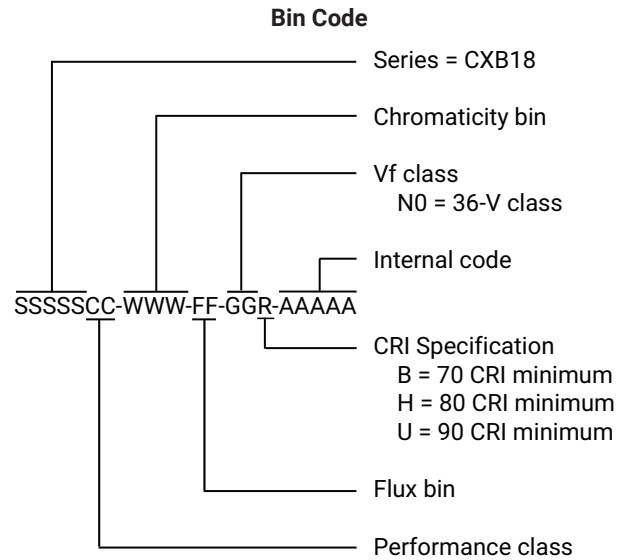 Bin Code
Series = CXB18
Chromaticity bin
Vf class
N0 = 36-V class
Internal code
SSSSSCC-WWW-FF-GGR-AAAAA
CRI Specification
B = 70 CRI minimum
H = 80 CRI minimum
U = 90 CRI minimum
Flux bin
Performance class